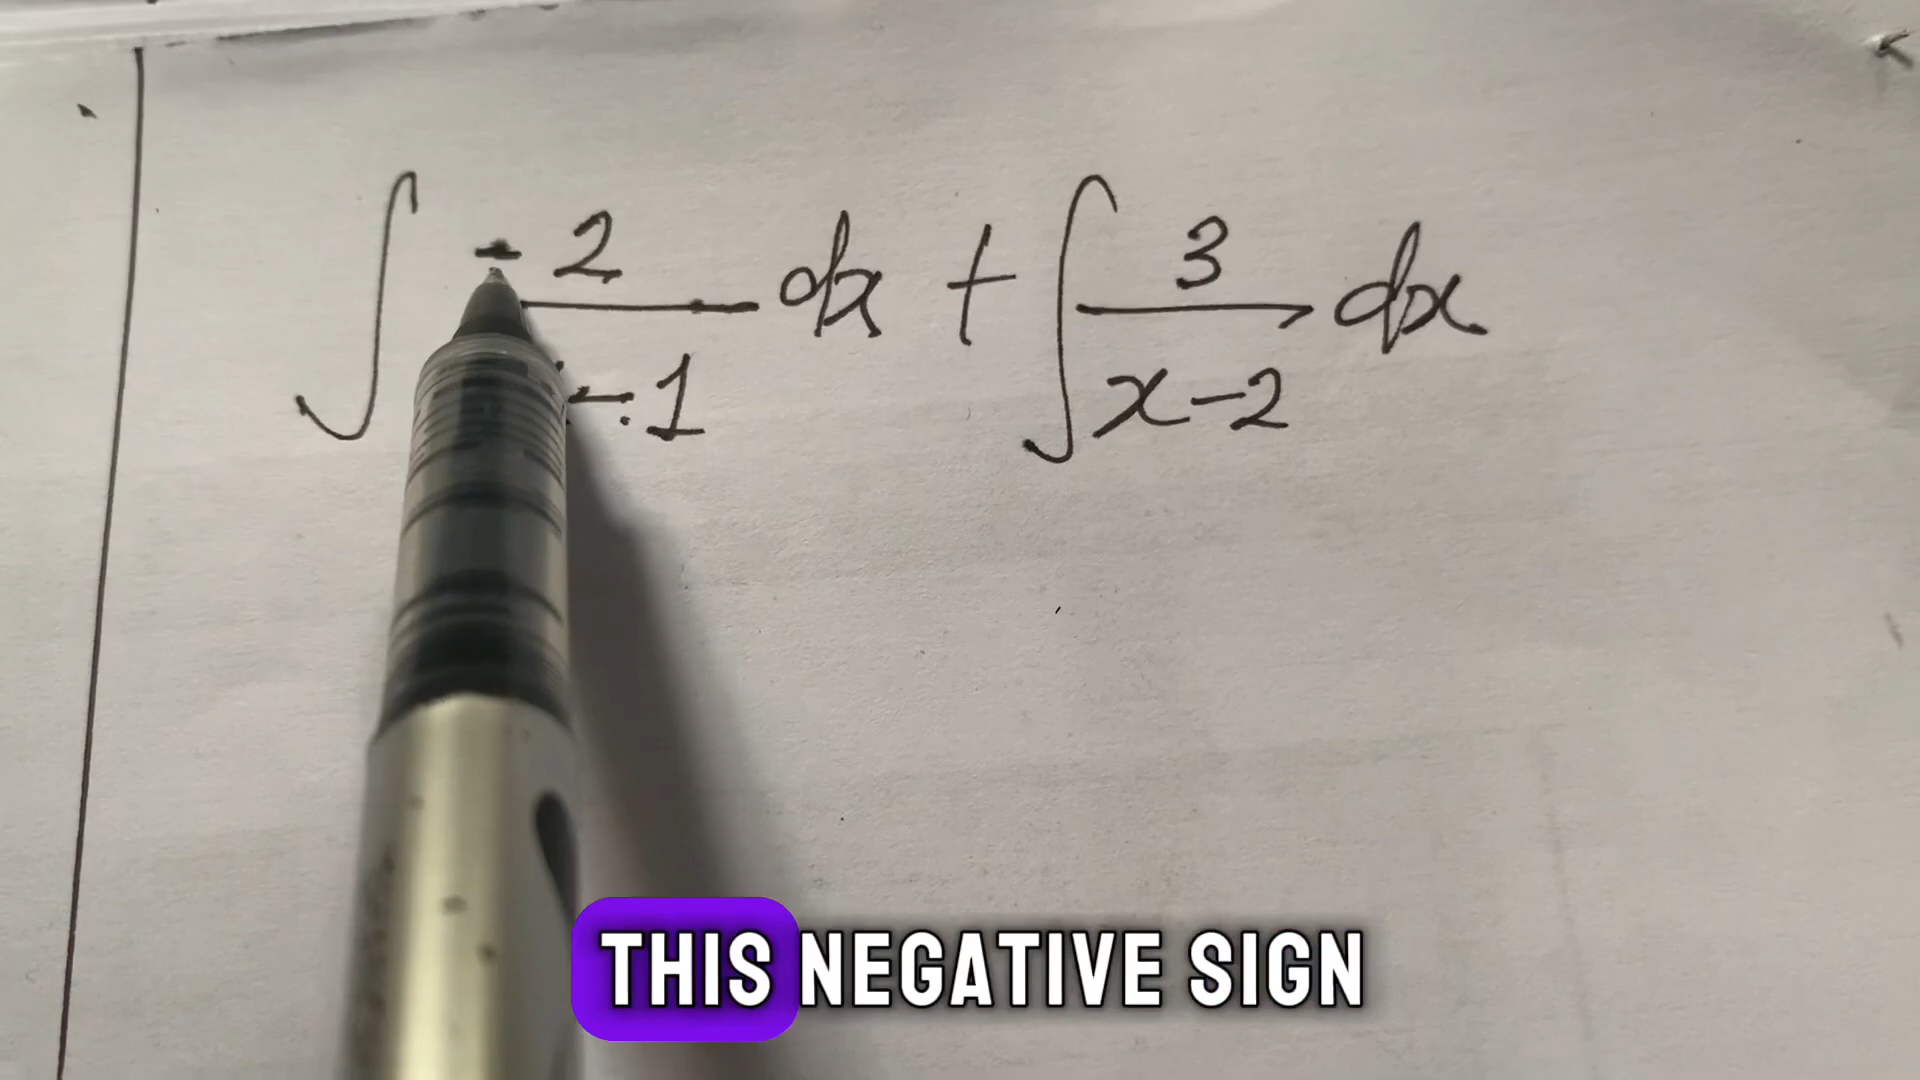 ∫ -2/-1 dx + ∫ 3/x-2 dx
THIS NEGATIVE SIGN